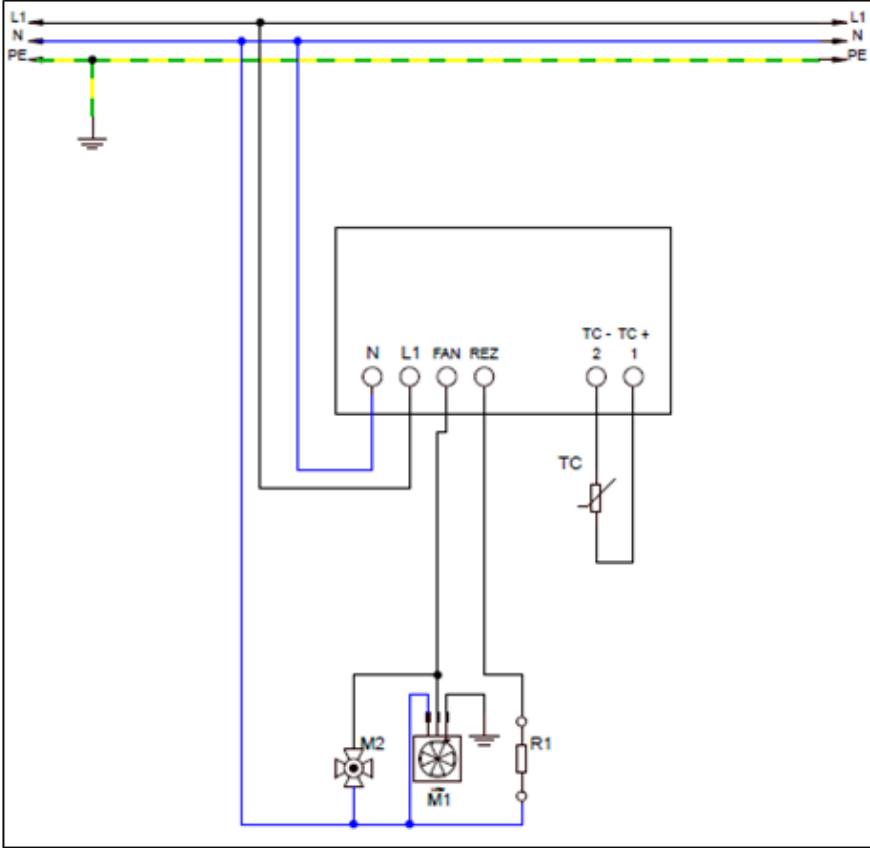 L1 L1
N N
PE PE
TC - TC +
N L1 FAN REZ 2 1
TC
M2 R1
M1